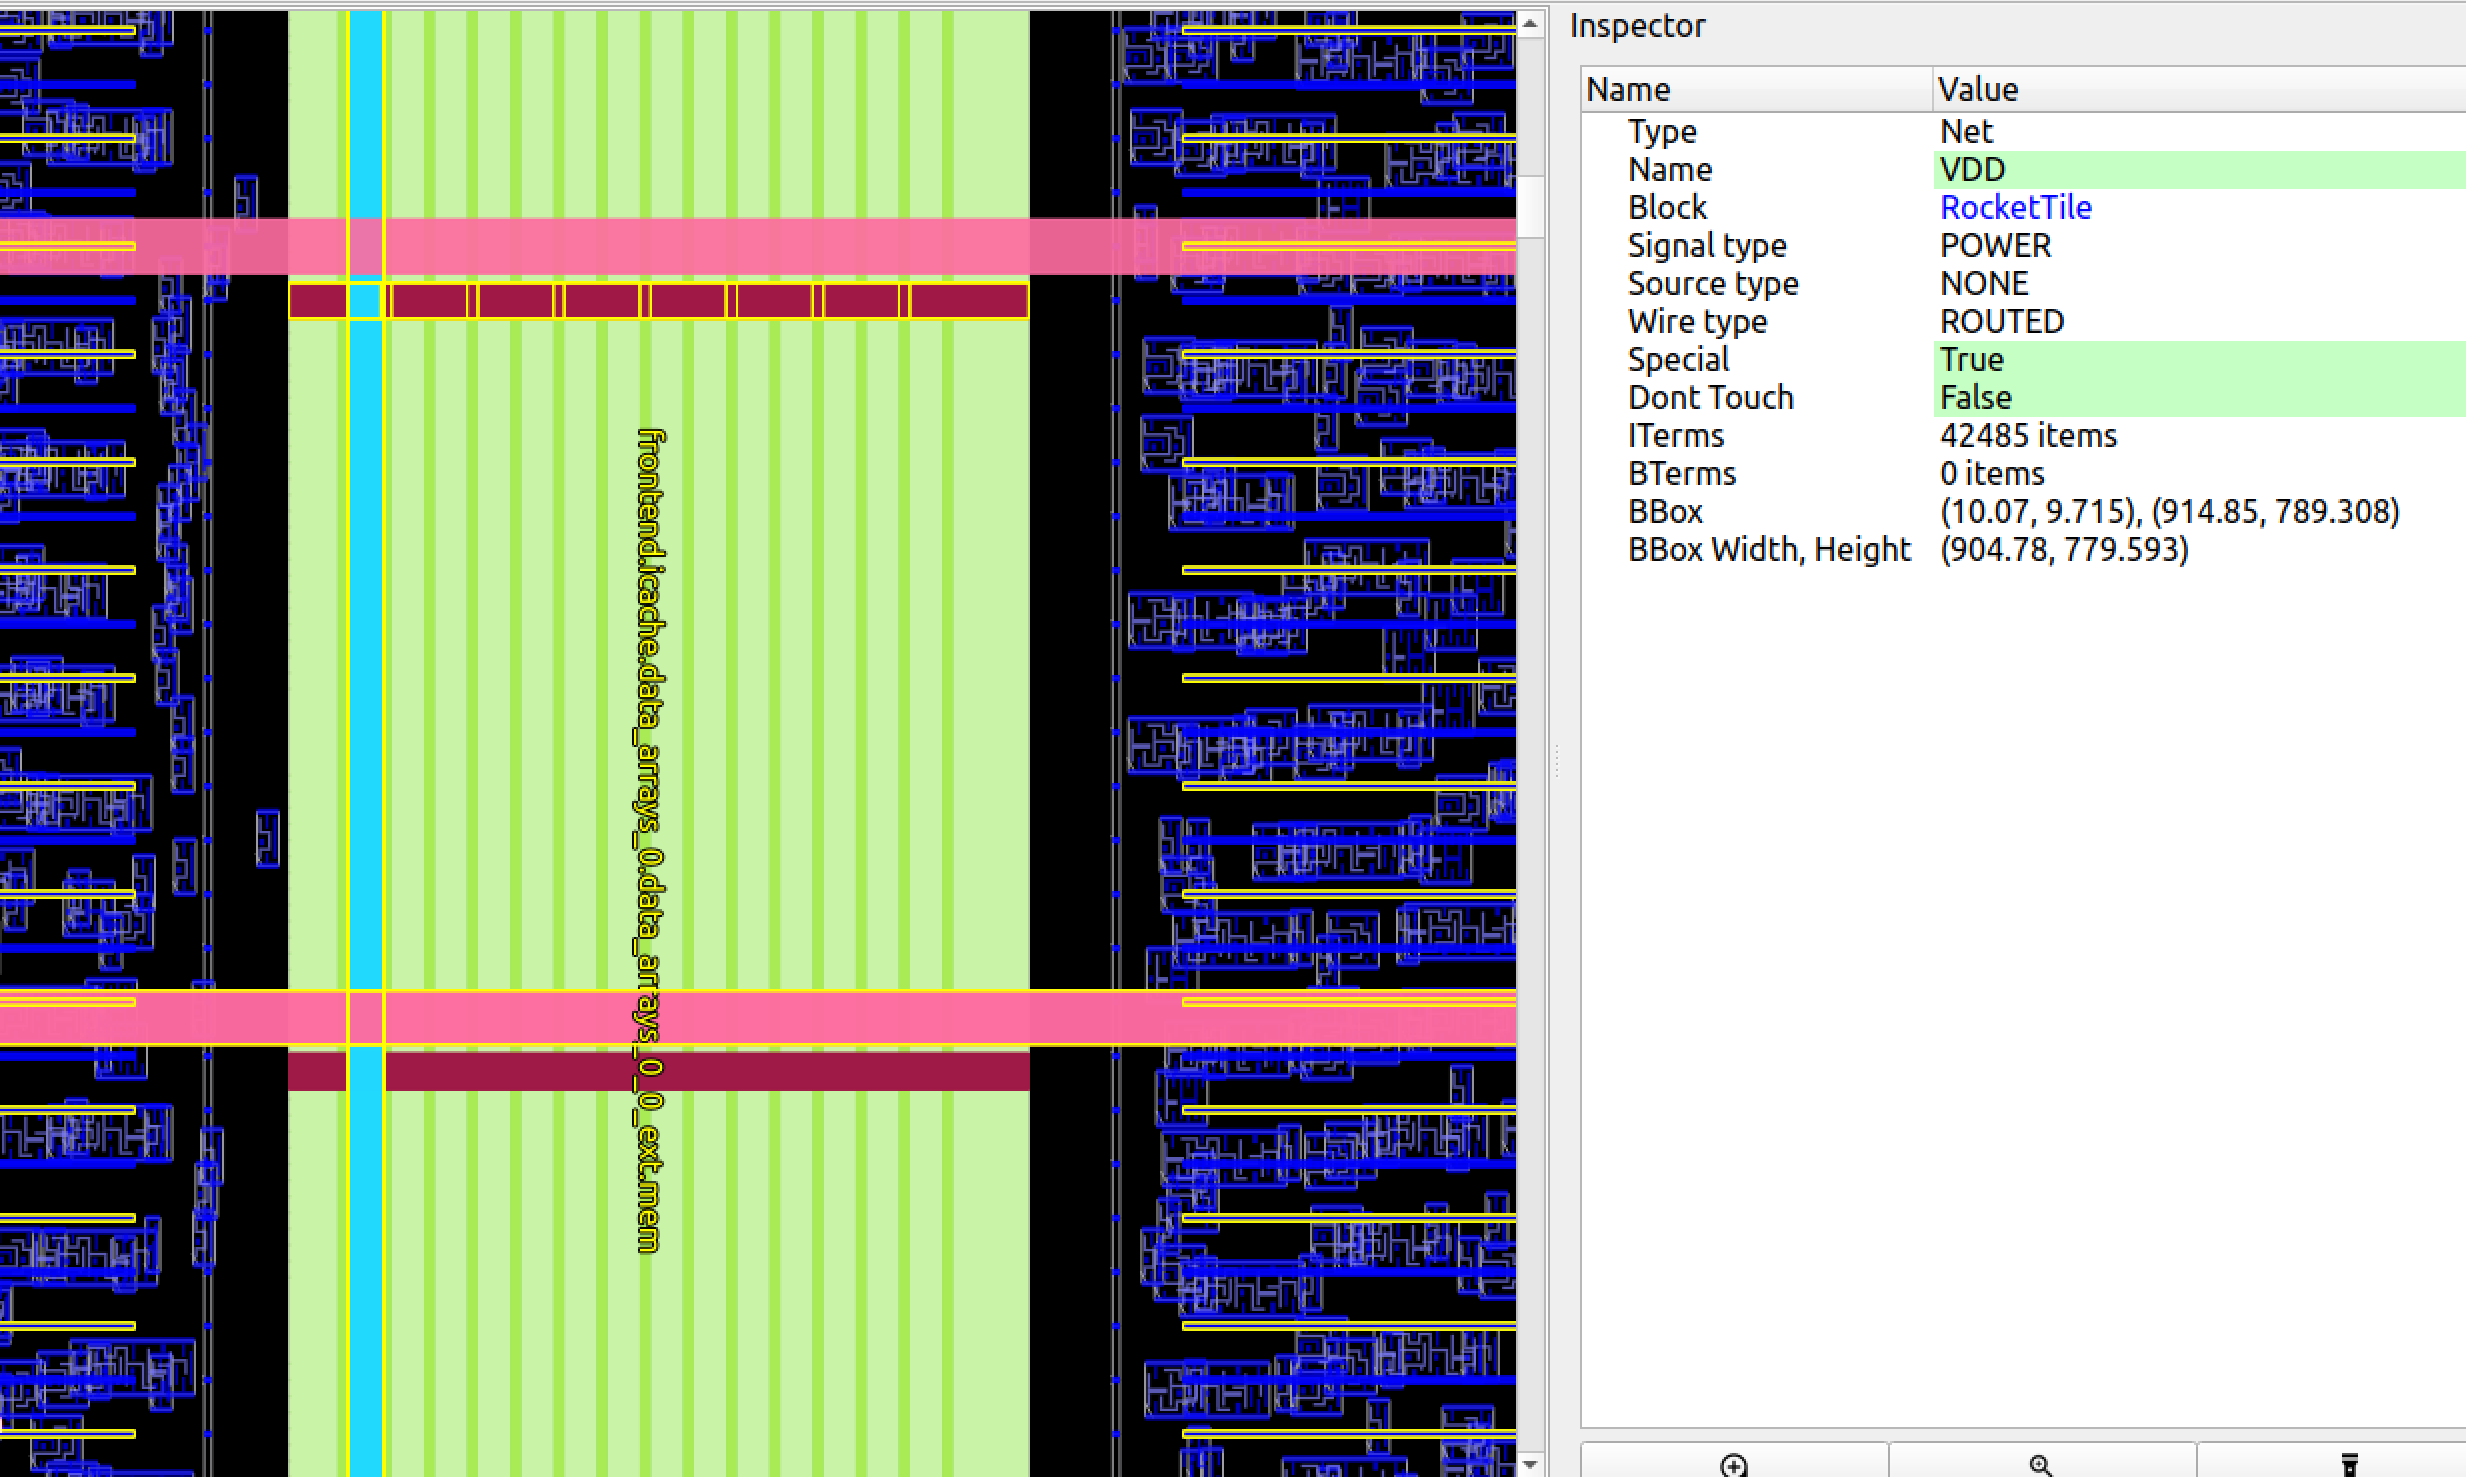 Inspector
Name Value
Type Net
Name VDD
Block RocketTile
Signal type POWER
Source type NONE
Wire type ROUTED
Special True
Dont Touch False
ITerms 42485 items
BTerms 0 items
BBox (10.07, 9.715), (914.85, 789.308)
BBox Width, Height (904.78, 779.593)
frontend.icache.data_arrays_0.data_arrays_0_0_ext.mem